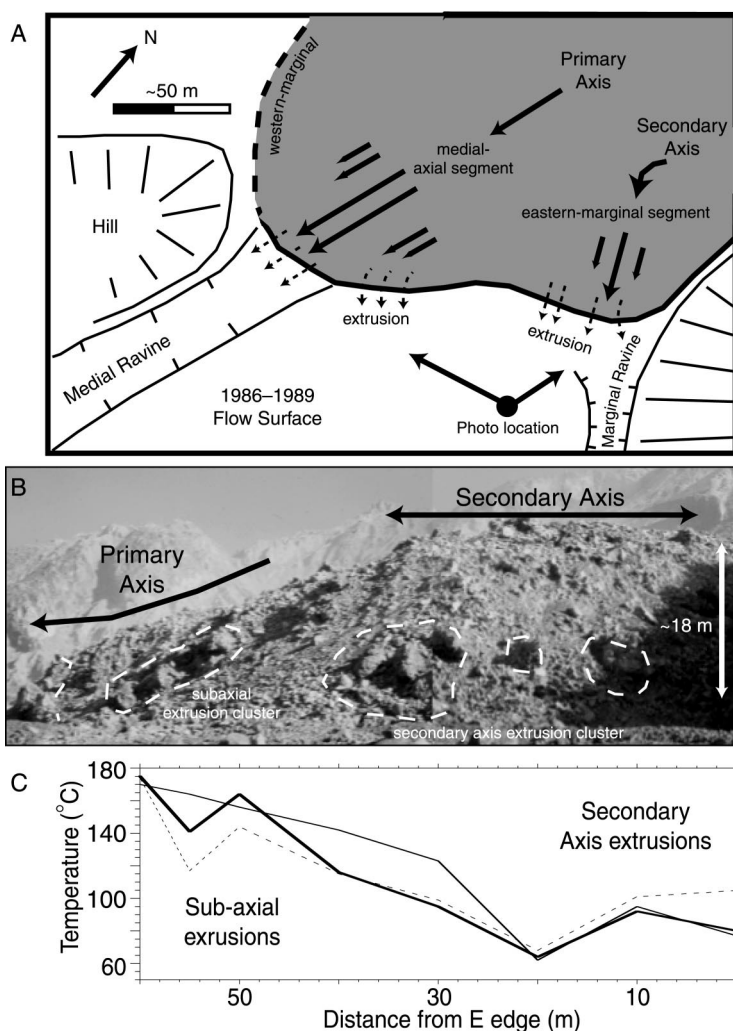 A
N
~50 m
western-marginal
Primary
Axis
Secondary
Axis
medial-
axial segment
eastern-marginal segment
Hill
extrusion
extrusion
Medial Ravine
Marginal Ravine
1986–1989
Flow Surface
Photo location
B
Secondary Axis
Primary
Axis
~18 m
subaxial
extrusion cluster
secondary axis extrusion cluster
C
180
140
100
60
Temperature (°C)
Secondary
Axis extrusions
Sub-axial
exrusions
50
30
10
Distance from E edge (m)